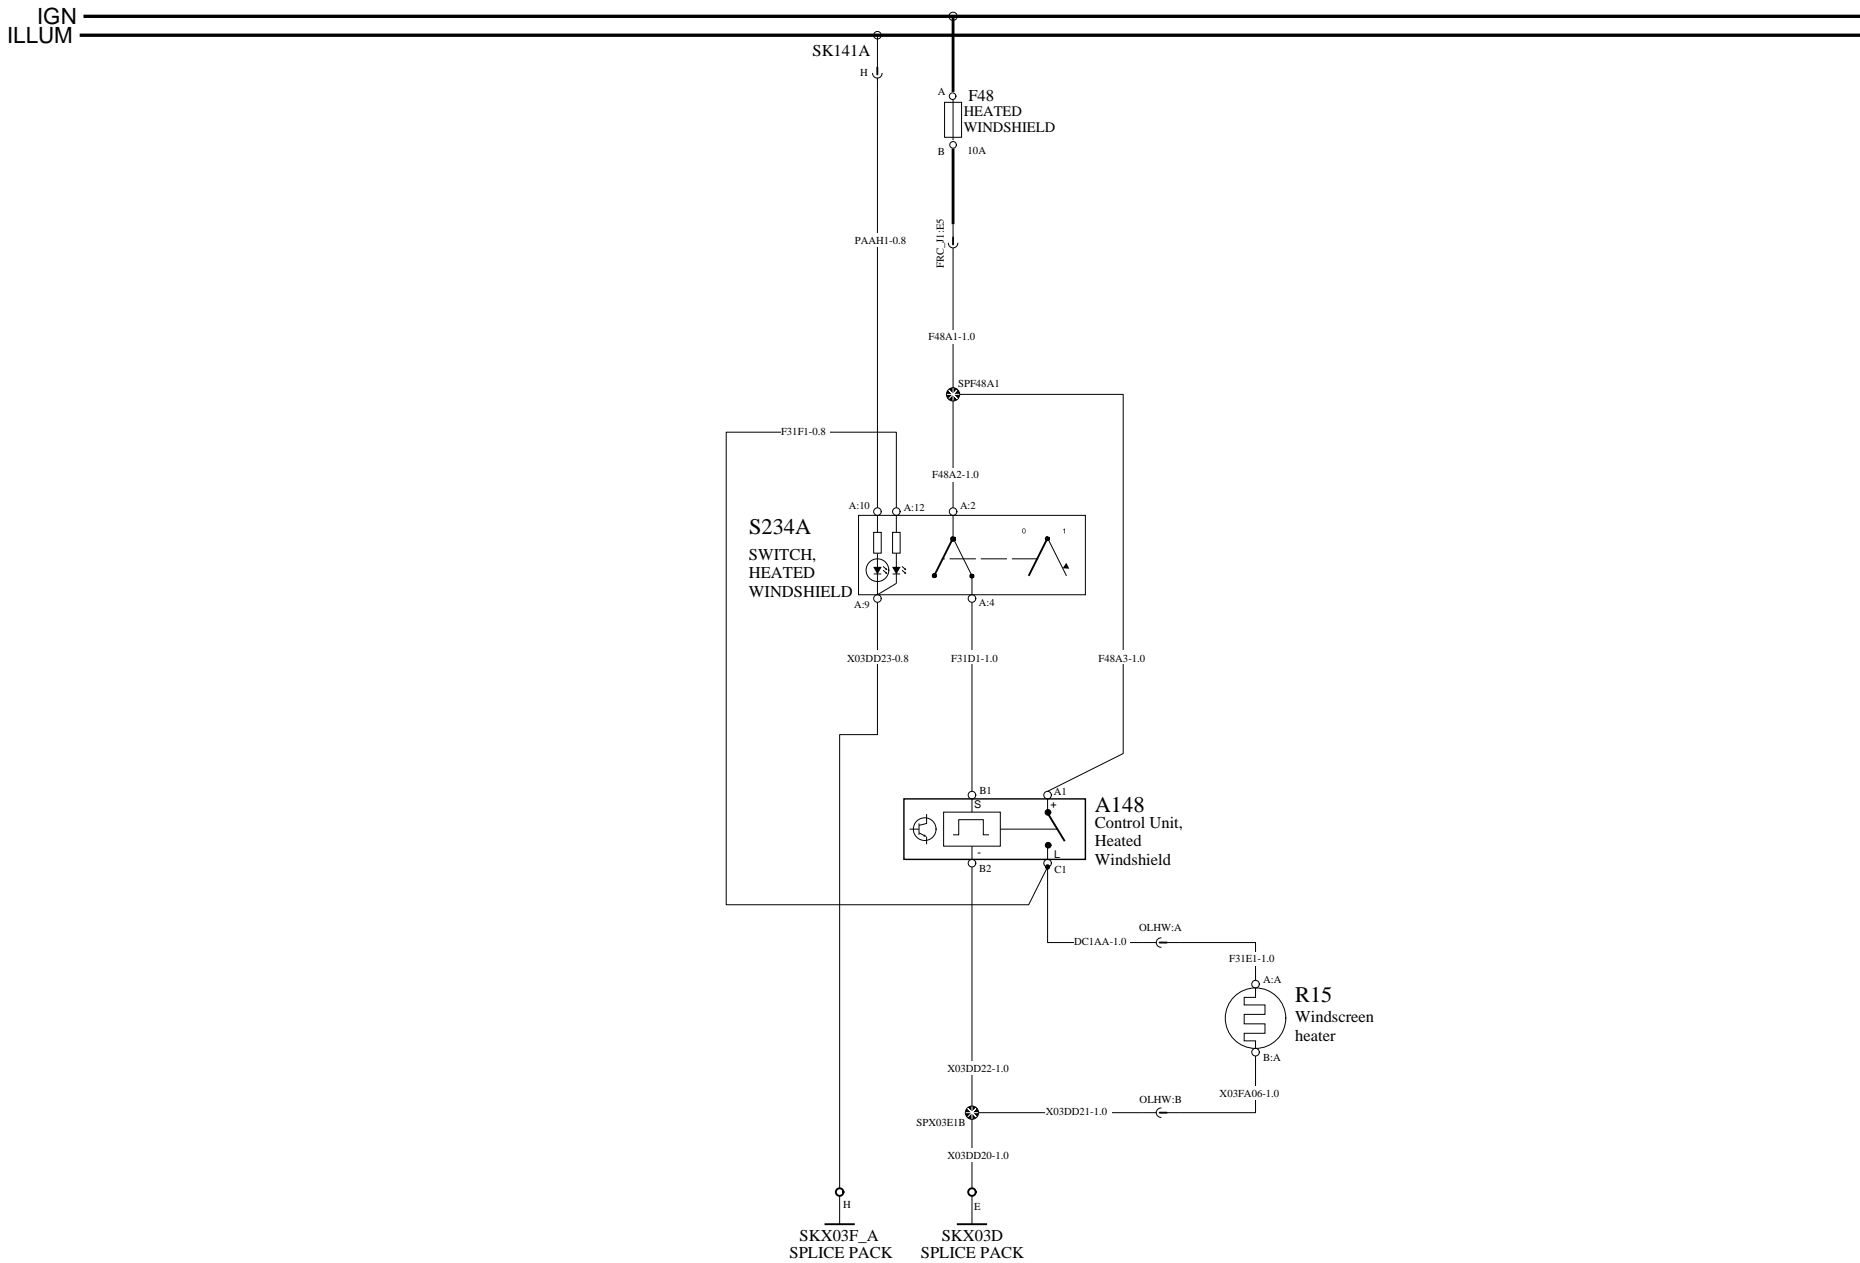 IGN
ILLUM
SK141A
H
A
F48
HEATED
WINDSHIELD
B
10A
FRC_J1:E5
PAAH1-0.8
F48A1-1.0
SPF48A1
F31F1-0.8
F48A2-1.0
A:10
A:12
A:2
S234A
SWITCH,
HEATED
WINDSHIELD
0
1
A:9
A:4
X03DD23-0.8
F31D1-1.0
F48A3-1.0
B1
A1
S
+
A148
Control Unit,
Heated
Windshield
-
L
B2
C1
OLHW:A
DC1AA-1.0
F31E1-1.0
A:A
R15
Windscreen
heater
B:A
X03DD22-1.0
X03FA06-1.0
OLHW:B
X03DD21-1.0
SPX03E1B
X03DD20-1.0
H
E
SKX03F_A
SPLICE PACK
SKX03D
SPLICE PACK